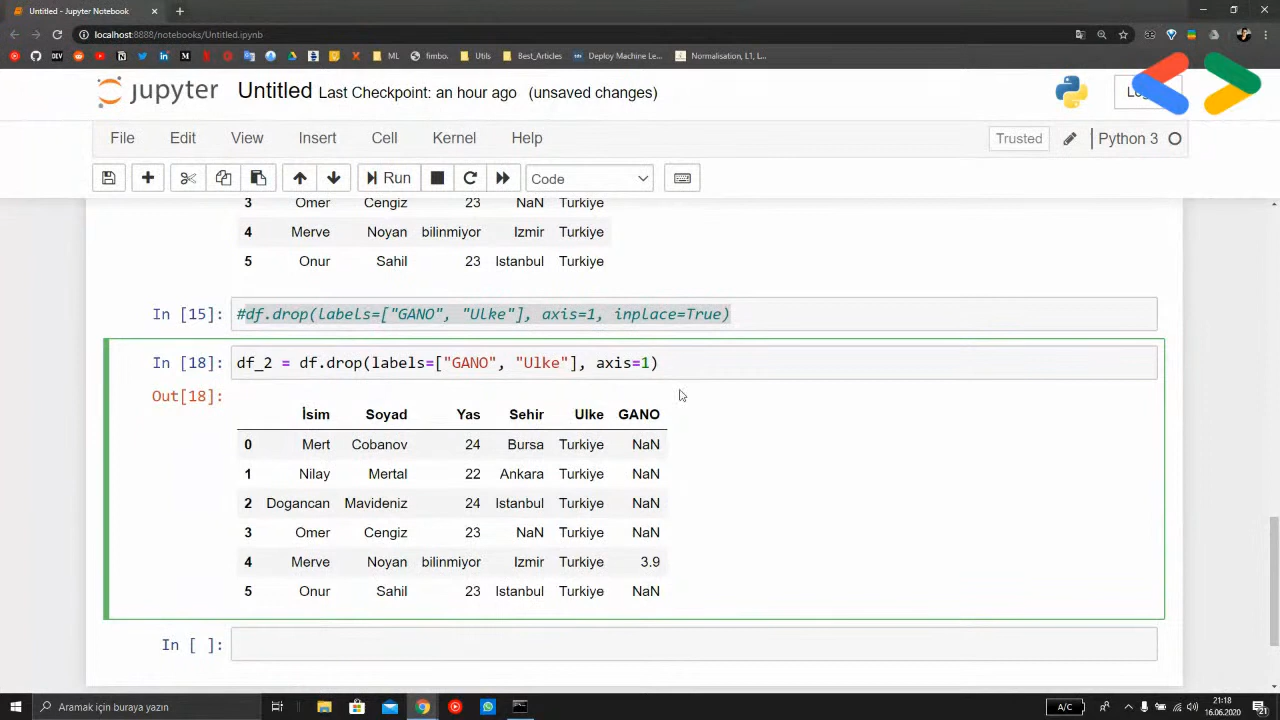 Untitled - Jupyter Notebook
localhost:8888/notebooks/Untitled.ipynb
ML fimbo. Utils Best_Articles Deploy Machine Le... Normalisation, L1, L...
jupyter Untitled Last Checkpoint: an hour ago (unsaved changes)
File Edit View Insert Cell Kernel Help Trusted Python 3
Run Code
3 Omer Cengiz 23 NaN Turkiye
4 Merve Noyan bilinmiyor Izmir Turkiye
5 Onur Sahil 23 Istanbul Turkiye
In [15]: #df.drop(labels=["GANO", "Ulke"], axis=1, inplace=True)
In [18]: df_2 = df.drop(labels=["GANO", "Ulke"], axis=1)
Out[18]:
İsim Soyad Yas Sehir Ulke GANO
0 Mert Cobanov 24 Bursa Turkiye NaN
1 Nilay Mertal 22 Ankara Turkiye NaN
2 Dogancan Mavideniz 24 Istanbul Turkiye NaN
3 Omer Cengiz 23 NaN Turkiye NaN
4 Merve Noyan bilinmiyor Izmir Turkiye 3.9
5 Onur Sahil 23 Istanbul Turkiye NaN
In [ ]:
Aramak için buraya yazın
A/C
21:18
16.06.2020